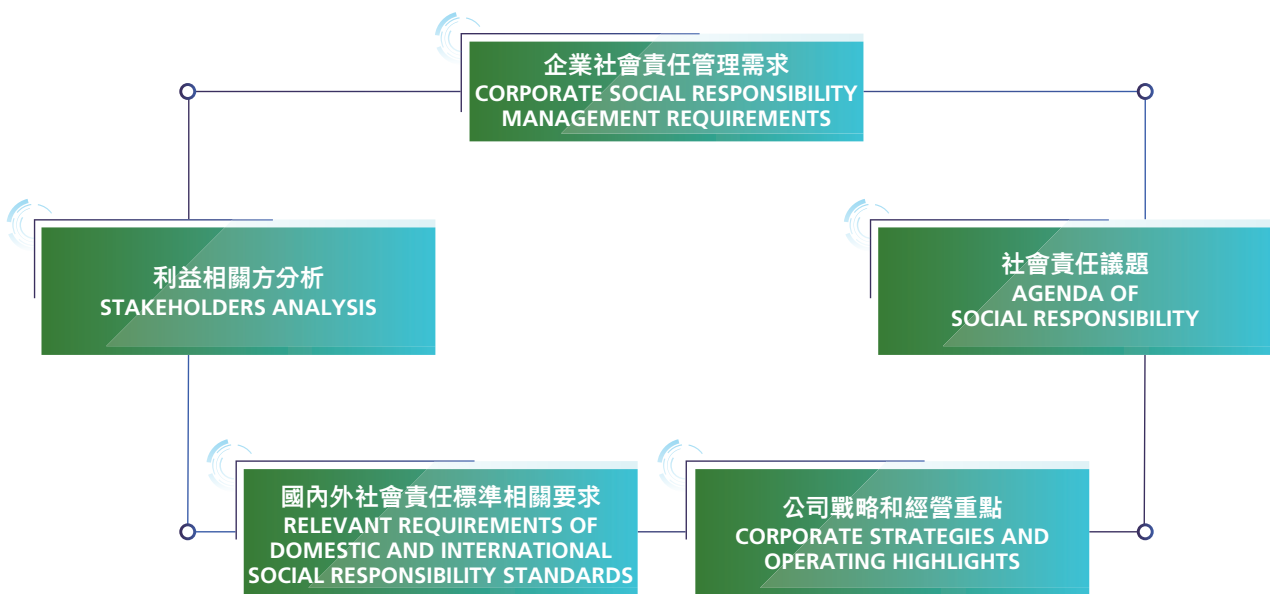 企業社會責任管理需求
CORPORATE SOCIAL RESPONSIBILITY
MANAGEMENT REQUIREMENTS
利益相關方分析
STAKEHOLDERS ANALYSIS
社會責任議題
AGENDA OF
SOCIAL RESPONSIBILITY
國內外社會責任標準相關要求
RELEVANT REQUIREMENTS OF
DOMESTIC AND INTERNATIONAL
SOCIAL RESPONSIBILITY STANDARDS
公司戰略和經營重點
CORPORATE STRATEGIES AND
OPERATING HIGHLIGHTS